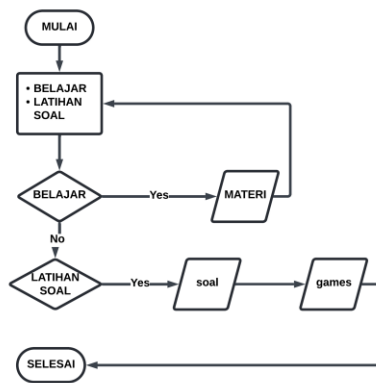 MULAI
• BELAJAR
• LATIHAN
SOAL
BELAJAR
Yes
MATERI
No
LATIHAN
SOAL
Yes
soal
games
SELESAI